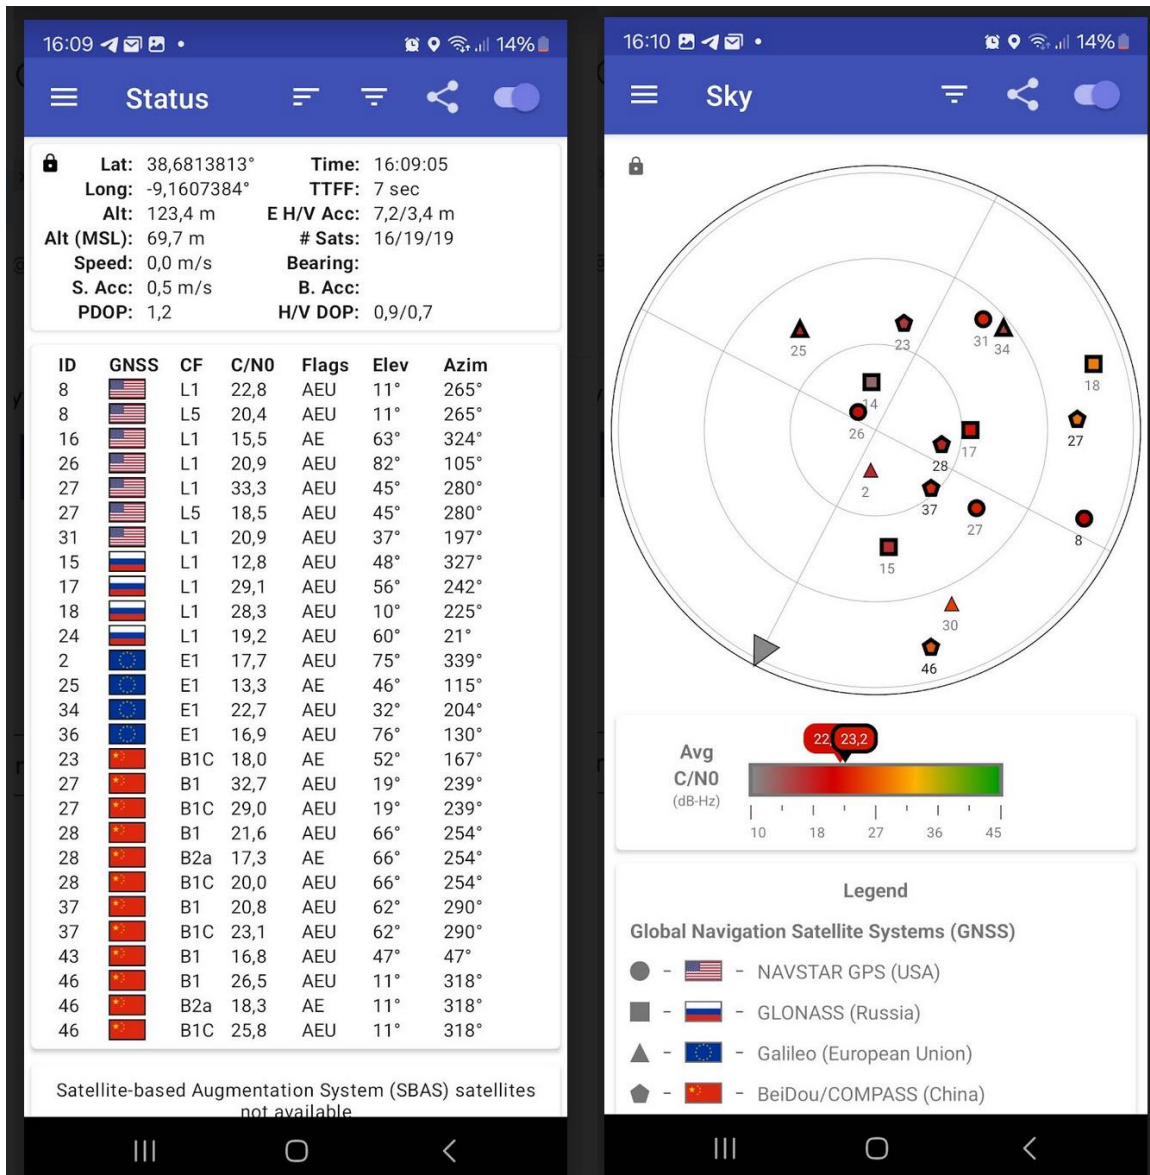 16:09 14%
Status
Lat: 38,6813813° Time: 16:09:05
Long: -9,1607384° TTFF: 7 sec
Alt: 123,4 m E H/V Acc: 7,2/3,4 m
Alt (MSL): 69,7 m # Sats: 16/19/19
Speed: 0,0 m/s Bearing:
S. Acc: 0,5 m/s B. Acc:
PDOP: 1,2 H/V DOP: 0,9/0,7
ID GNSS CF C/N0 Flags Elev Azim
8 L1 22,8 AEU 11° 265°
8 L5 20,4 AEU 11° 265°
16 L1 15,5 AE 63° 324°
26 L1 20,9 AEU 82° 105°
27 L1 33,3 AEU 45° 280°
27 L5 18,5 AEU 45° 280°
31 L1 20,9 AEU 37° 197°
15 L1 12,8 AEU 48° 327°
17 L1 29,1 AEU 56° 242°
18 L1 28,3 AEU 10° 225°
24 L1 19,2 AEU 60° 21°
2 E1 17,7 AEU 75° 339°
25 E1 13,3 AE 46° 115°
34 E1 22,7 AEU 32° 204°
36 E1 16,9 AEU 76° 130°
23 B1C 18,0 AE 52° 167°
27 B1 32,7 AEU 19° 239°
27 B1C 29,0 AEU 19° 239°
28 B1 21,6 AEU 66° 254°
28 B2a 17,3 AE 66° 254°
28 B1C 20,0 AEU 66° 254°
37 B1 20,8 AEU 62° 290°
37 B1C 23,1 AEU 62° 290°
43 B1 16,8 AEU 47° 47°
46 B1 26,5 AEU 11° 318°
46 B2a 18,3 AE 11° 318°
46 B1C 25,8 AEU 11° 318°
Satellite-based Augmentation System (SBAS) satellites
not available
16:10 14%
Sky
25 23 31 34
18
14
26 17 27
28
2 37
27 8
15
30
46
22, 23,2
Avg
C/N0
(dB-Hz)
10 18 27 36 45
Legend
Global Navigation Satellite Systems (GNSS)
- - NAVSTAR GPS (USA)
- - GLONASS (Russia)
- - Galileo (European Union)
- - BeiDou/COMPASS (China)